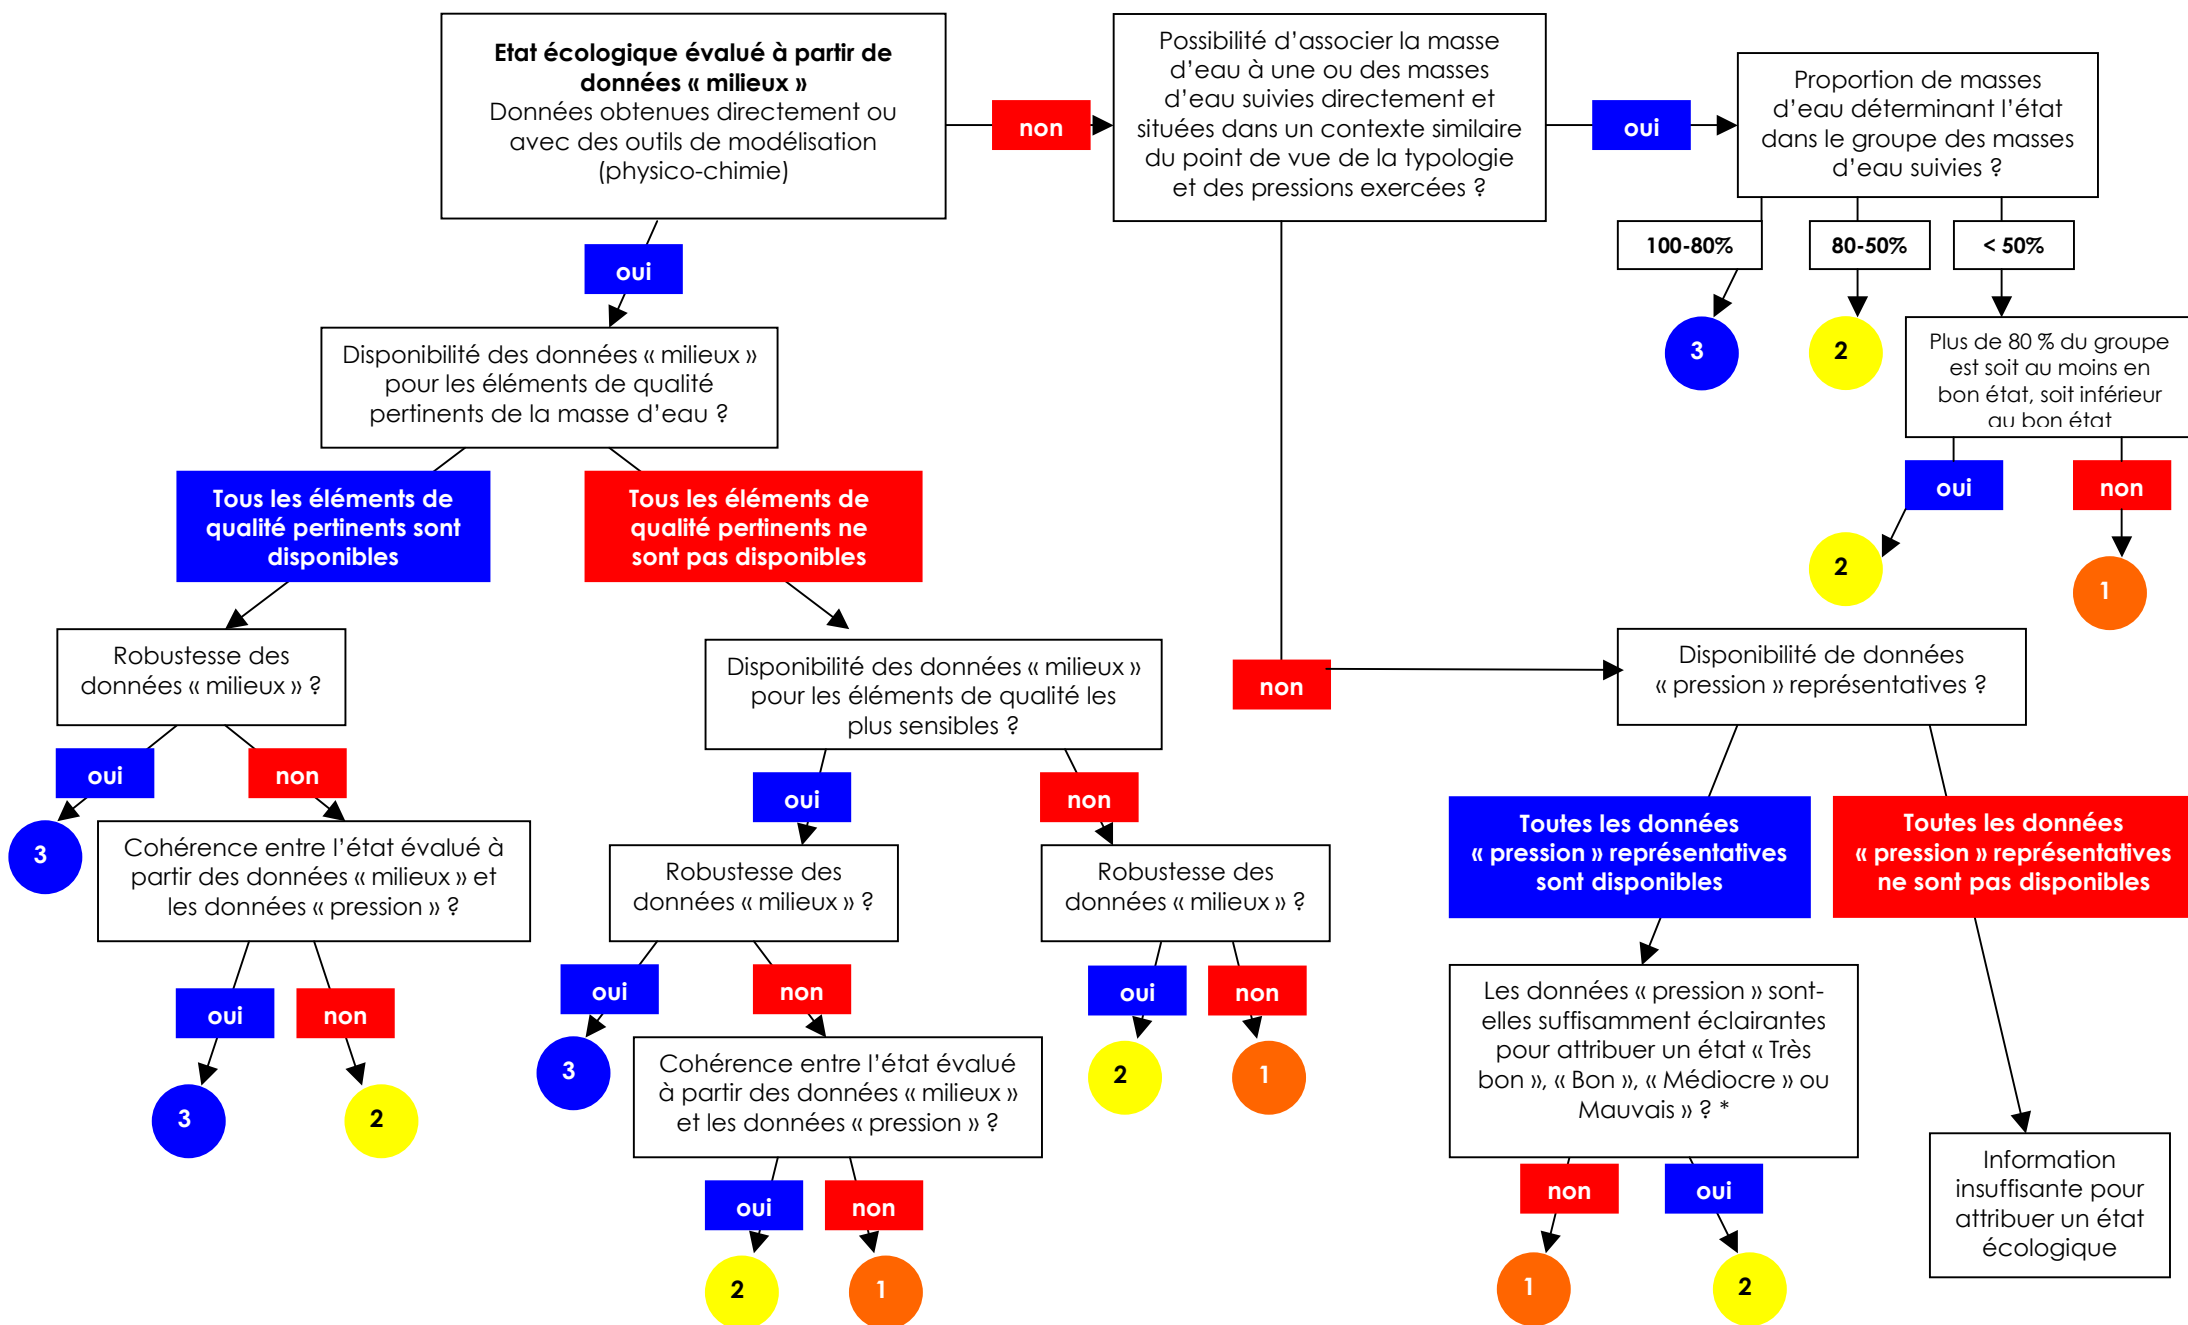 Etat écologique évalué à partir de
données « milieux »
Données obtenues directement ou
avec des outils de modélisation
(physico-chimie)
non
Possibilité d’associer la masse
d’eau à une ou des masses
d’eau suivies directement et
situées dans un contexte similaire
du point de vue de la typologie
et des pressions exercées ?
oui
Proportion de masses
d’eau déterminant l’état
dans le groupe des masses
d’eau suivies ?
100-80%
80-50%
< 50%
3
2
Plus de 80 % du groupe
est soit au moins en
bon état, soit inférieur
au bon état
oui
non
2
1
oui
Disponibilité des données « milieux »
pour les éléments de qualité
pertinents de la masse d’eau ?
Tous les éléments de
qualité pertinents sont
disponibles
Tous les éléments de
qualité pertinents ne
sont pas disponibles
Robustesse des
données « milieux » ?
oui
non
3
Cohérence entre l’état évalué à
partir des données « milieux » et
les données « pression » ?
oui
non
3
2
Disponibilité des données « milieux »
pour les éléments de qualité les
plus sensibles ?
oui
non
Robustesse des
données « milieux » ?
oui
non
3
Cohérence entre l’état évalué
à partir des données « milieux »
et les données « pression » ?
oui
non
2
1
Robustesse des
données « milieux » ?
oui
non
2
1
non
Disponibilité de données
« pression » représentatives ?
Toutes les données
« pression » représentatives
sont disponibles
Toutes les données
« pression » représentatives
ne sont pas disponibles
Les données « pression » sont-
elles suffisamment éclairantes
pour attribuer un état « Très
bon », « Bon », « Médiocre » ou
Mauvais » ? *
non
oui
1
2
Information
insuffisante pour
attribuer un état
écologique